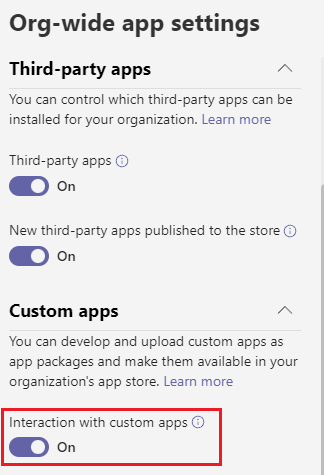 Org-wide app settings
Third-party apps
You can control which third-party apps can be
installed for your organization. Learn more
Third-party apps
On
New third-party apps published to the store
On
Custom apps
You can develop and upload custom apps as
app packages and make them available in your
organization's app store. Learn more
Interaction with custom apps
On